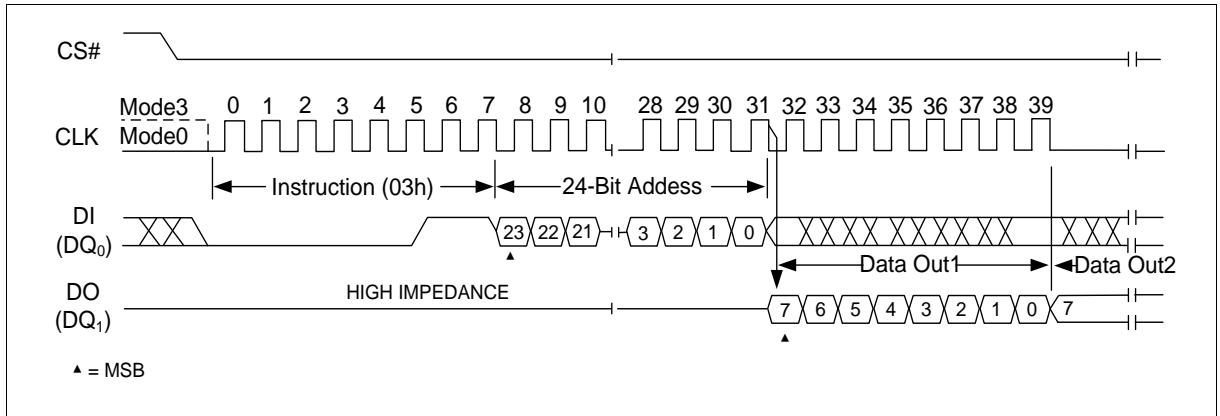 CS#
Mode3 0 1 2 3 4 5 6 7 8 9 10 28 29 30 31 32 33 34 35 36 37 38 39
CLK Mode0
Instruction (03h) 24-Bit Addess
DI
(DQ0) 23 22 21 3 2 1 0
Data Out1 Data Out2
DO HIGH IMPEDANCE
(DQ1) 7 6 5 4 3 2 1 0 7
▲ = MSB